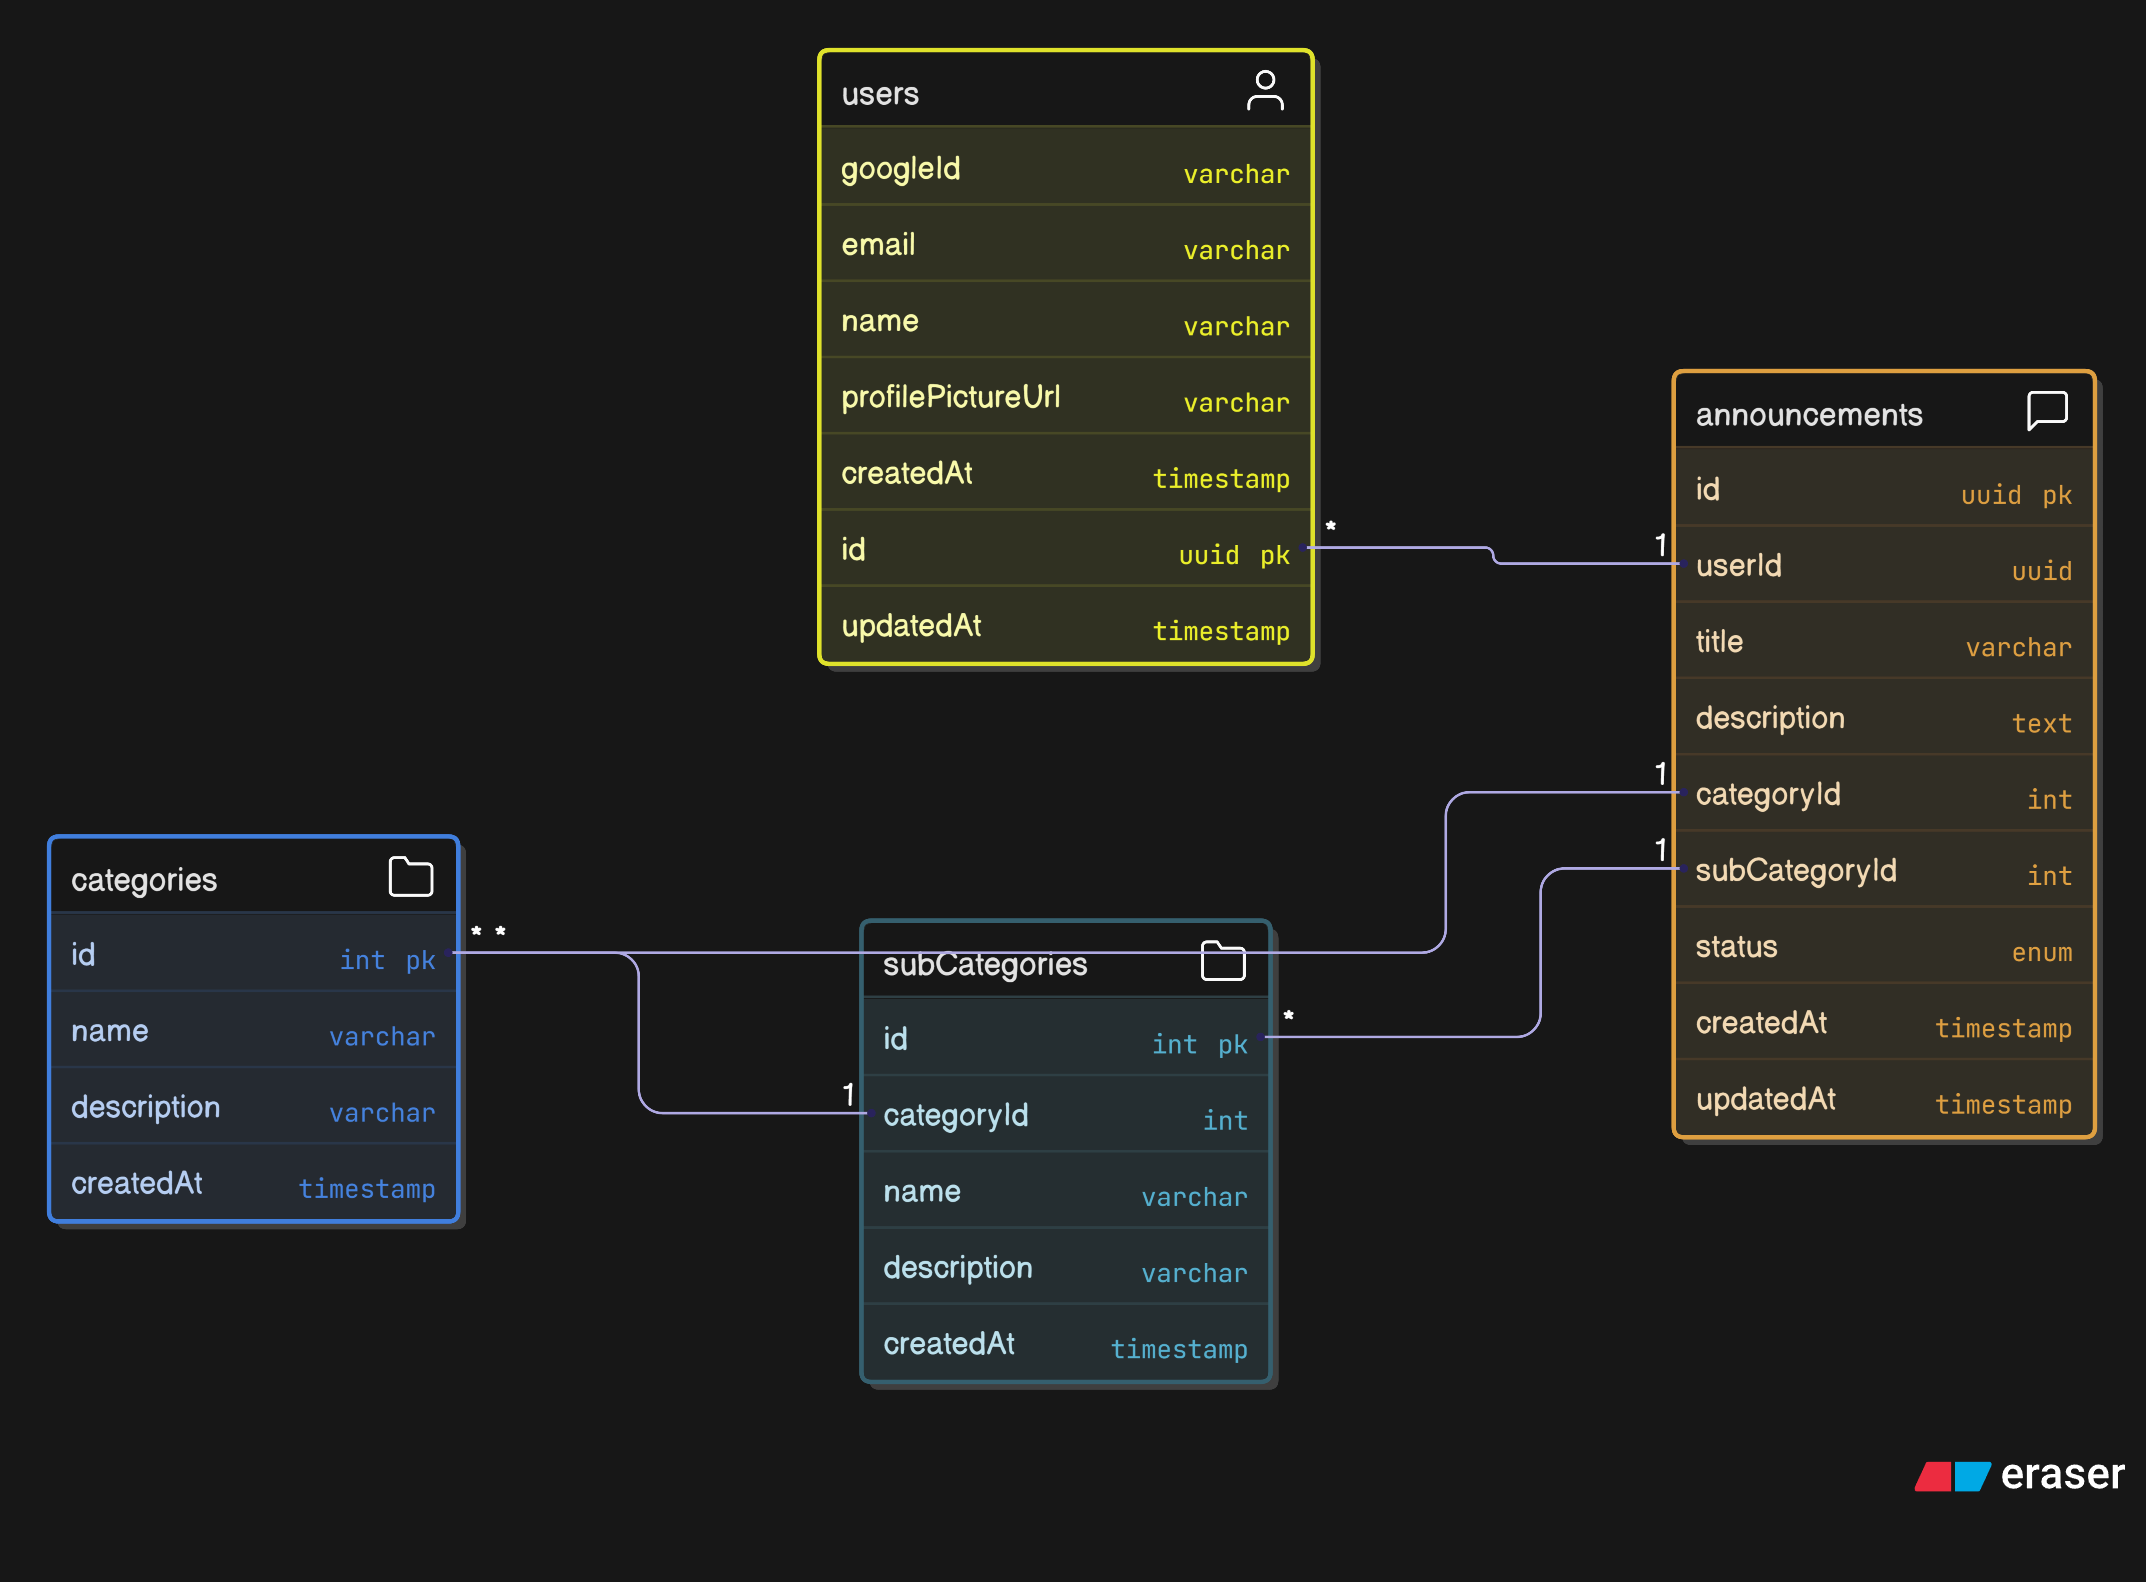 users
googleId varchar
email varchar
name varchar
profilePictureUrl varchar
createdAt timestamp
id uuid pk
updatedAt timestamp
*
1
announcements
id uuid pk
userId uuid
title varchar
description text
1
categoryId int
1
subCategoryId int
status enum
createdAt timestamp
updatedAt timestamp
categories
* *
id int pk
name varchar
description varchar
createdAt timestamp
subCategories
*
id int pk
1
categoryId int
name varchar
description varchar
createdAt timestamp
eraser